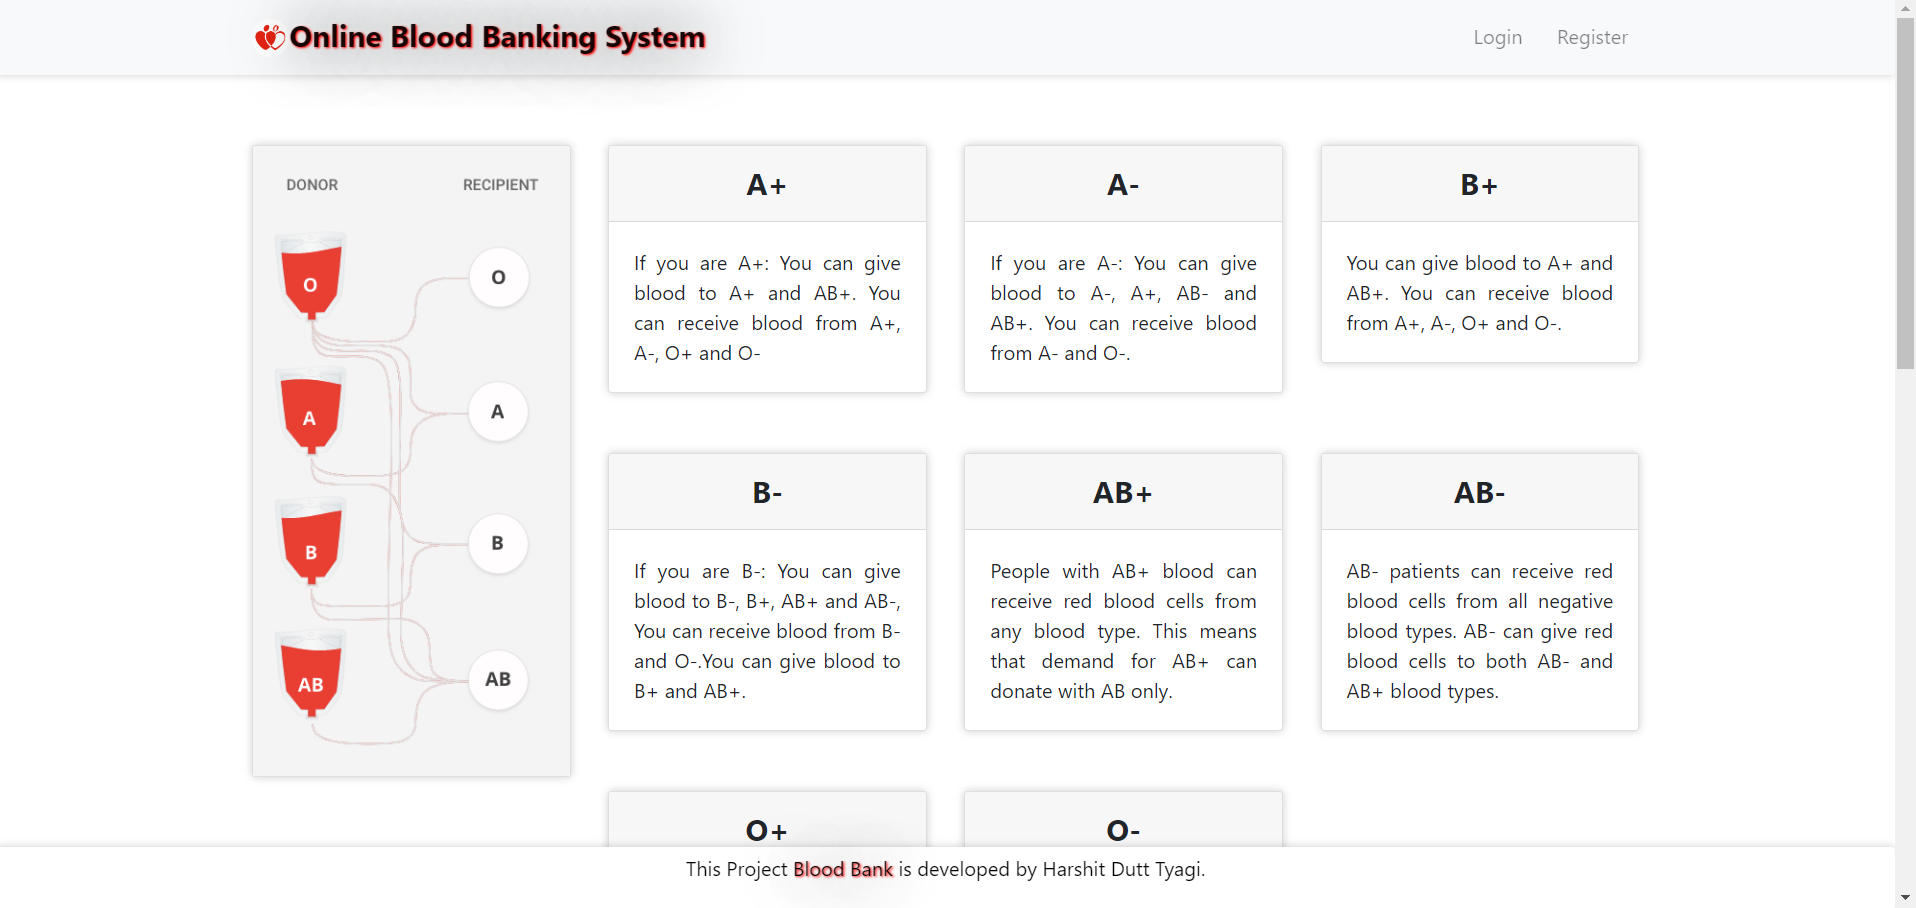 Online Blood Banking System
Login
Register
DONOR
RECIPIENT
O
O
A
A
B
B
AB
AB
A+
If you are A+: You can give
blood to A+ and AB+. You
can receive blood from A+,
A-, O+ and O-
A-
If you are A-: You can give
blood to A-, A+, AB- and
AB+. You can receive blood
from A- and O-.
B+
You can give blood to A+ and
AB+. You can receive blood
from A+, A-, O+ and O-.
B-
If you are B-: You can give
blood to B-, B+, AB+ and AB-,
You can receive blood from B-
and O-.You can give blood to
B+ and AB+.
AB+
People with AB+ blood can
receive red blood cells from
any blood type. This means
that demand for AB+ can
donate with AB only.
AB-
AB- patients can receive red
blood cells from all negative
blood types. AB- can give red
blood cells to both AB- and
AB+ blood types.
O+
O-
This Project Blood Bank is developed by Harshit Dutt Tyagi.